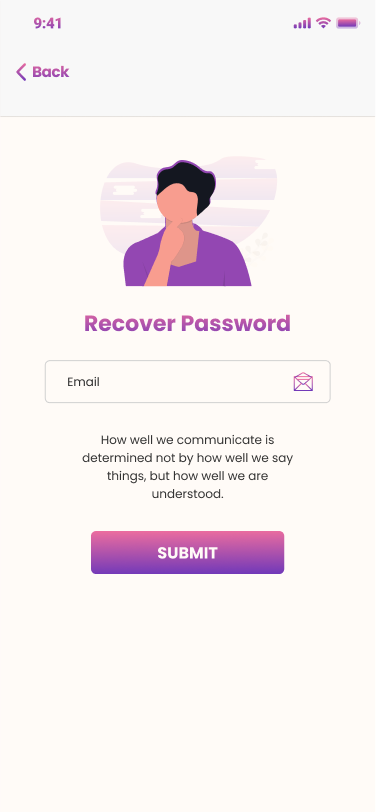 9:41
Back
Recover Password
Email
How well we communicate is
determined not by how well we say
things, but how well we are
understood.
SUBMIT